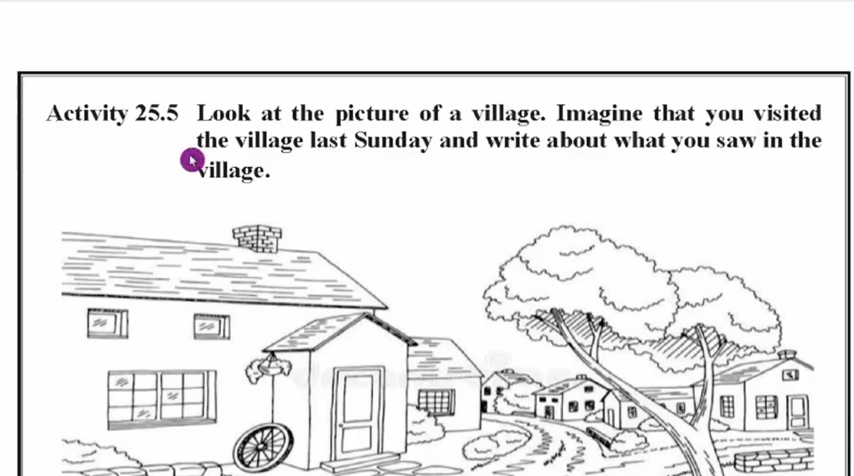 Activity 25.5 Look at the picture of a village. Imagine that you visited
the village last Sunday and write about what you saw in the
village.